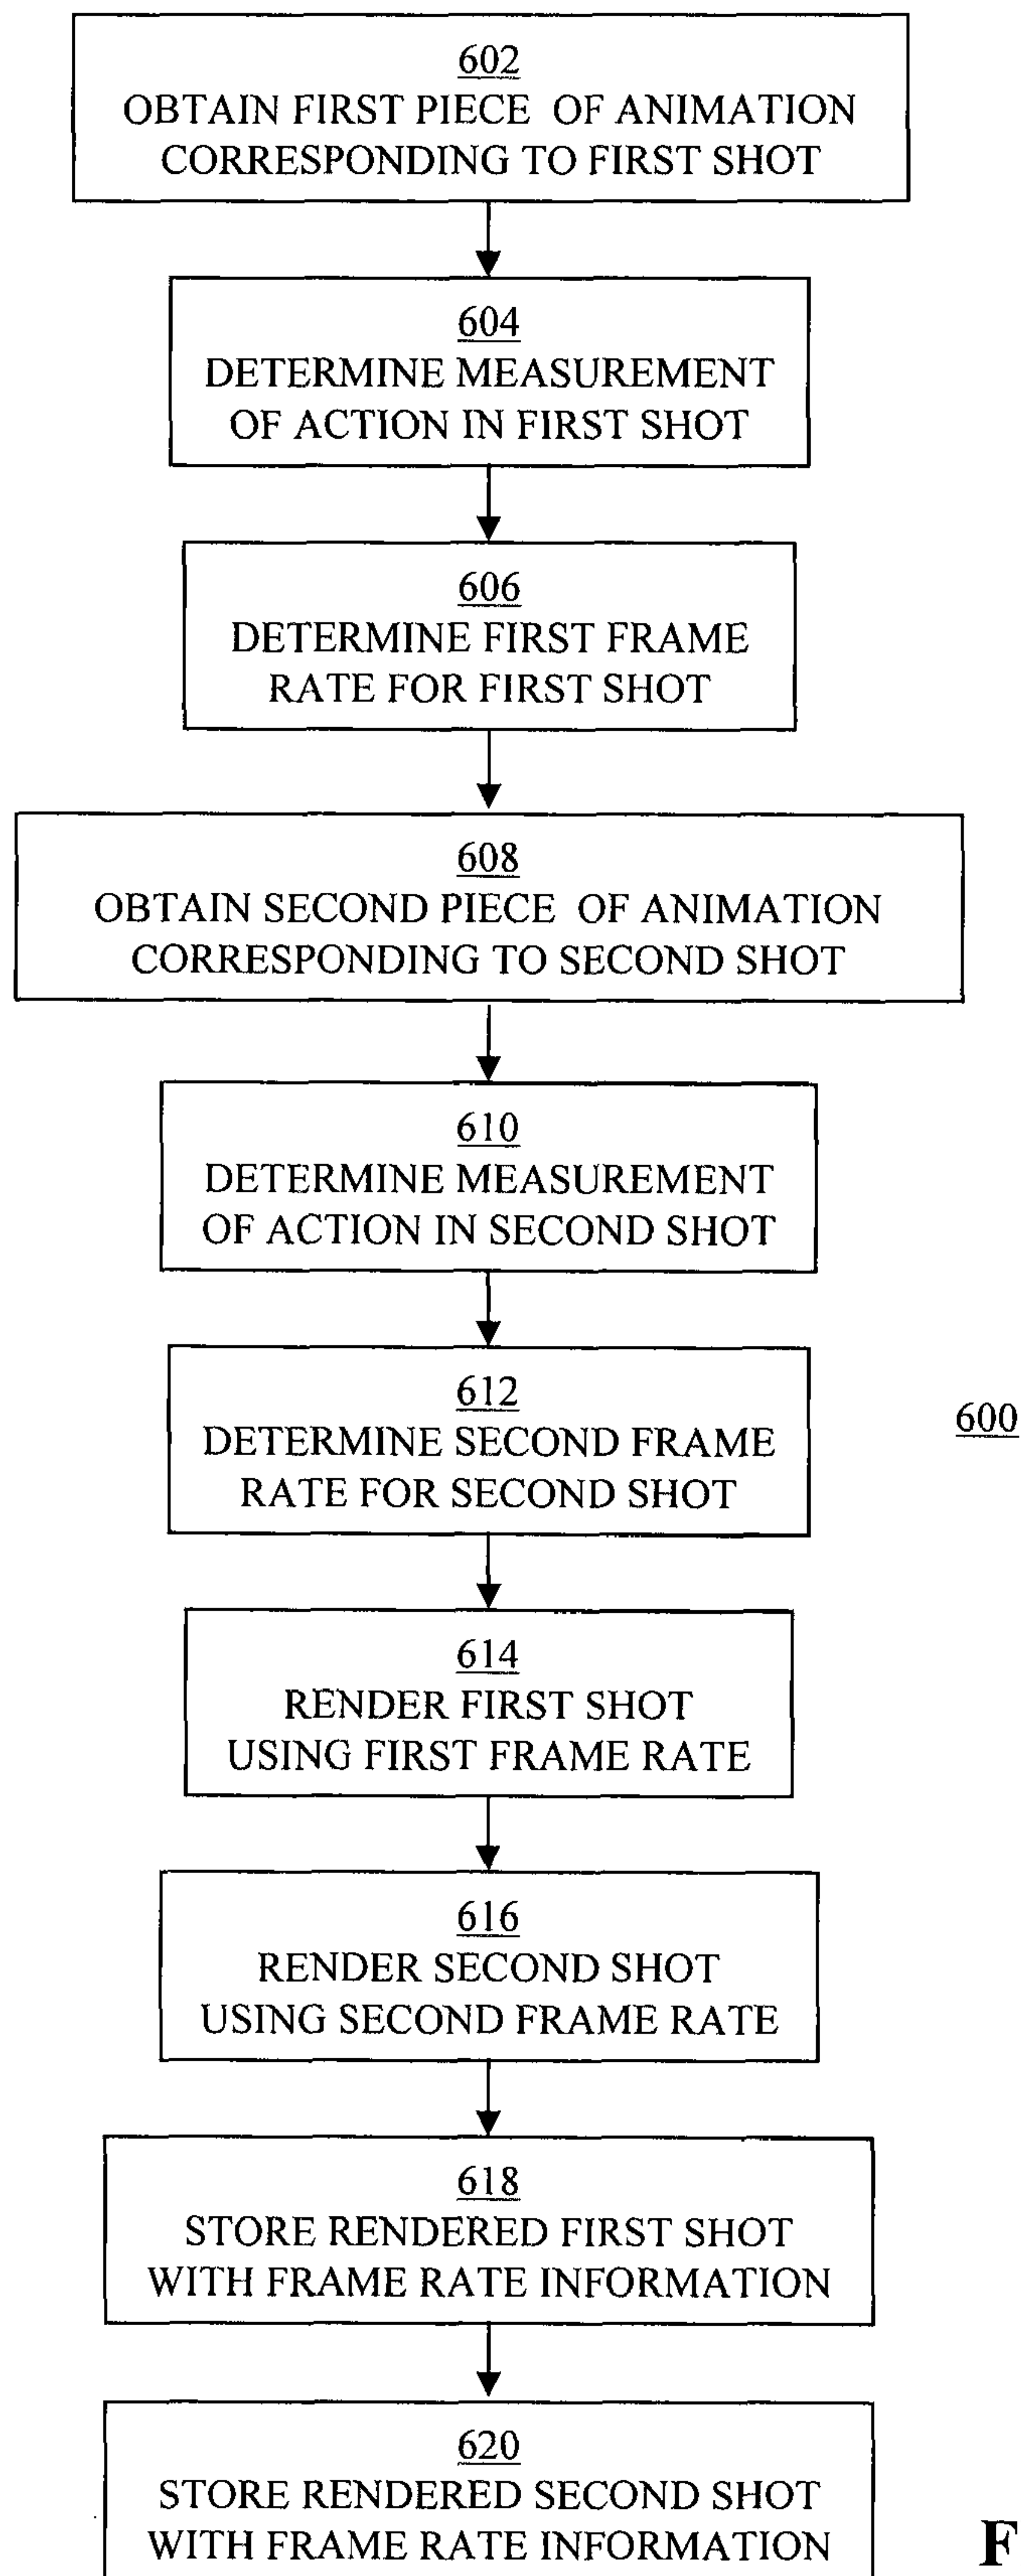 602
OBTAIN FIRST PIECE OF ANIMATION
CORRESPONDING TO FIRST SHOT
604
DETERMINE MEASUREMENT
OF ACTION IN FIRST SHOT
606
DETERMINE FIRST FRAME
RATE FOR FIRST SHOT
608
OBTAIN SECOND PIECE OF ANIMATION
CORRESPONDING TO SECOND SHOT
610
DETERMINE MEASUREMENT
OF ACTION IN SECOND SHOT
612
DETERMINE SECOND FRAME
RATE FOR SECOND SHOT
600
614
RENDER FIRST SHOT
USING FIRST FRAME RATE
616
RENDER SECOND SHOT
USING SECOND FRAME RATE
618
STORE RENDERED FIRST SHOT
WITH FRAME RATE INFORMATION
620
STORE RENDERED SECOND SHOT
WITH FRAME RATE INFORMATION
F